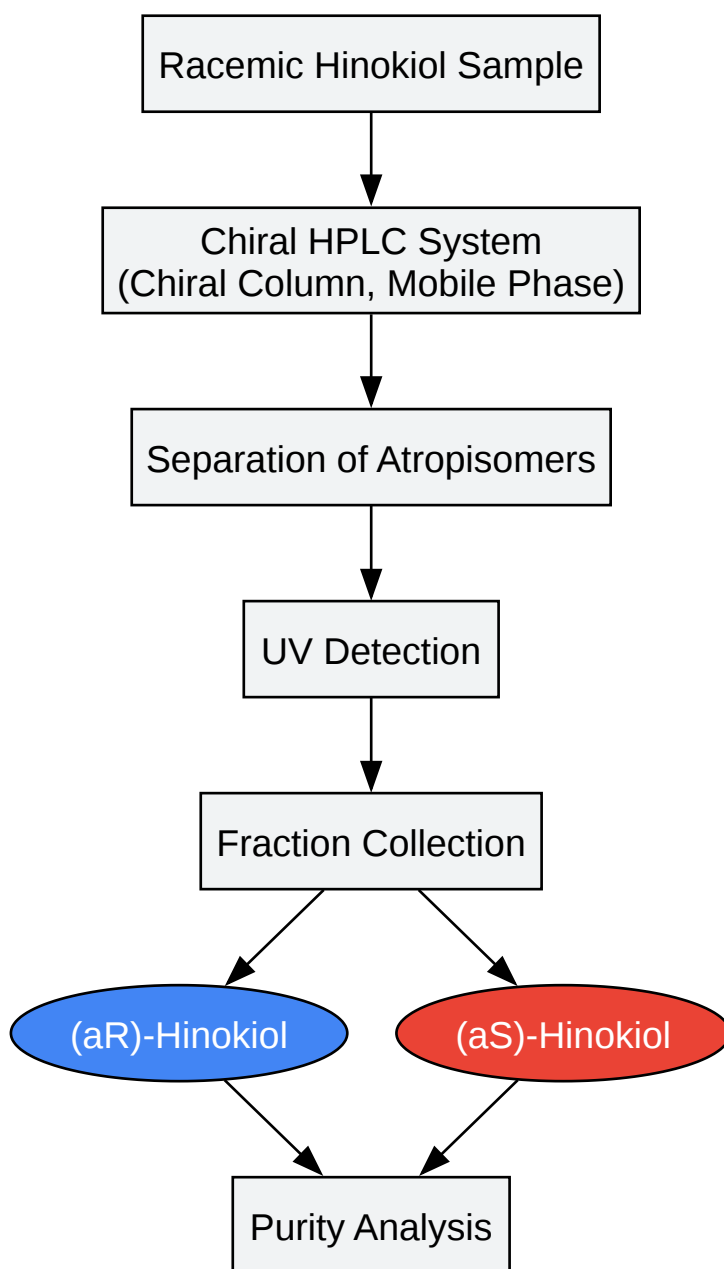 Racemic Hinokiol Sample
Chiral HPLC System
(Chiral Column, Mobile Phase)
Separation of Atropisomers
UV Detection
Fraction Collection
(aR)-Hinokiol
(aS)-Hinokiol
Purity Analysis